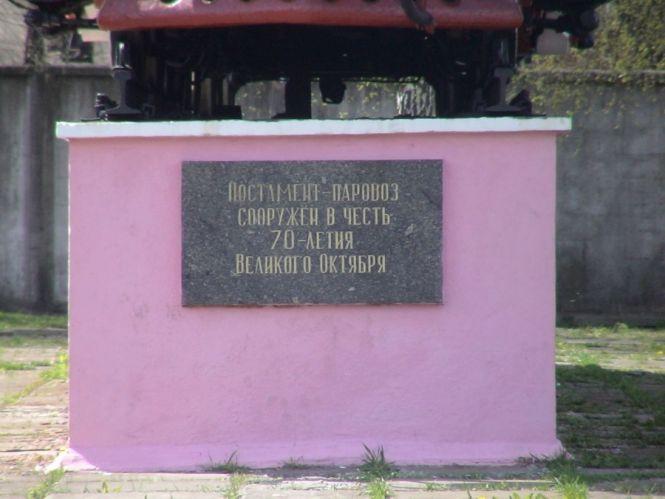 Постамент-паровоз
сооружен в честь
70-летия
Великого Октября